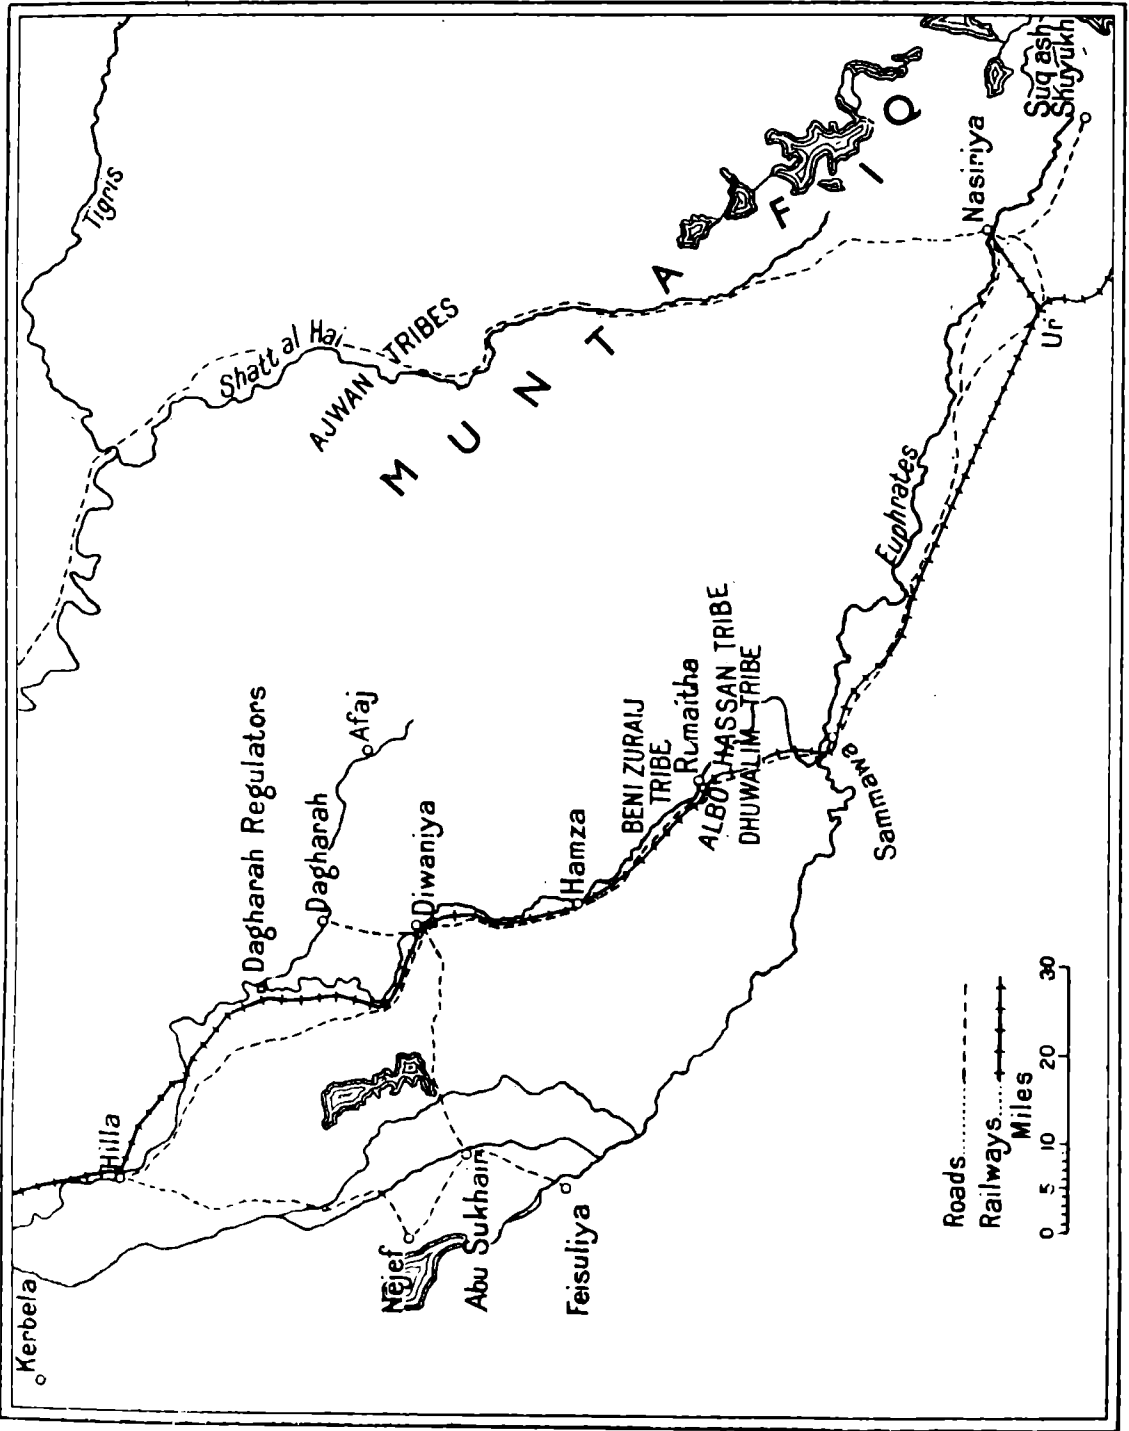 Kerbela
Hilla
Tigris
Dagharah Regulators
Afaj
Dagharah
Shatt al Hai
AJWAN TRIBES
MUNTAFIQ
Nejef
Abu Sukhair
Diwaniya
Feisuliya
Hamza
BENI ZURAIJ
TRIBE
Rumaitha
ALBU HASSAN TRIBE
DHUWALIM TRIBE
Sammawa
Euphrates
Nasiriya
Ur
Suq ash
Shuyukh
Roads
Railways
Miles
0 5 10 20 30